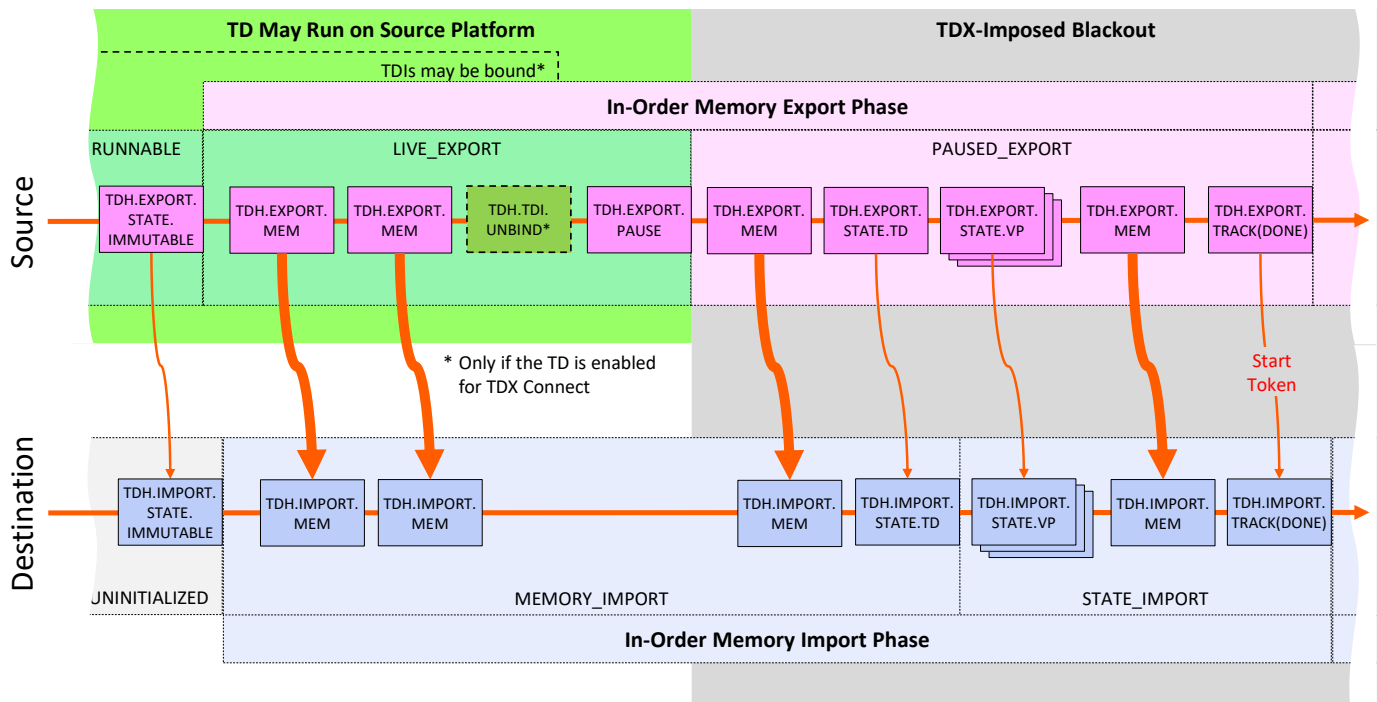 TD May Run on Source Platform
TDX-Imposed Blackout
TDIs may be bound*
In-Order Memory Export Phase
RUNNABLE
LIVE_EXPORT
PAUSED_EXPORT
Source
TDH.EXPORT.
STATE.
IMMUTABLE
TDH.EXPORT.
MEM
TDH.EXPORT.
MEM
TDH.TDI.
UNBIND*
TDH.EXPORT.
PAUSE
TDH.EXPORT.
MEM
TDH.EXPORT.
STATE.TD
TDH.EXPORT.
STATE.VP
TDH.EXPORT.
MEM
TDH.EXPORT.
TRACK(DONE)
* Only if the TD is enabled
for TDX Connect
Start
Token
Destination
TDH.IMPORT.
STATE.
IMMUTABLE
TDH.IMPORT.
MEM
TDH.IMPORT.
MEM
TDH.IMPORT.
MEM
TDH.IMPORT.
STATE.TD
TDH.IMPORT.
STATE.VP
TDH.IMPORT.
MEM
TDH.IMPORT.
TRACK(DONE)
UNINITIALIZED
MEMORY_IMPORT
STATE_IMPORT
In-Order Memory Import Phase